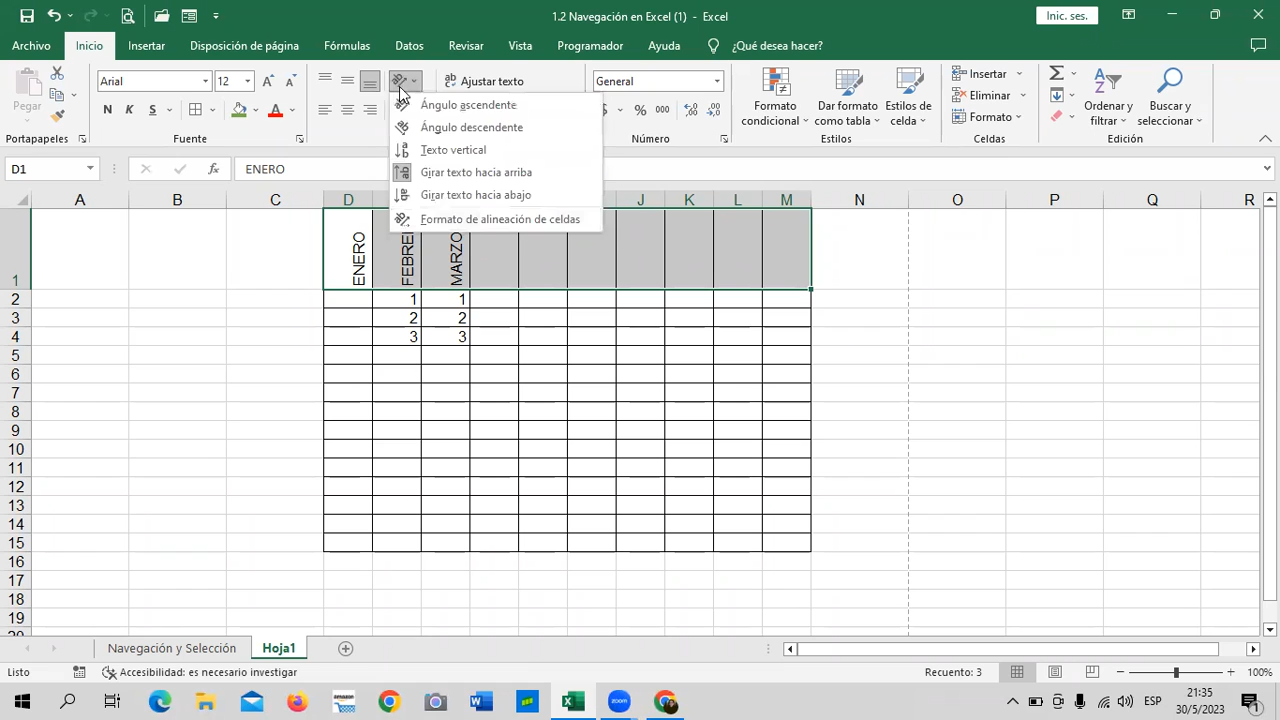 1.2 Navegación en Excel (1) - Excel
Inic. ses.
Archivo Inicio Insertar Disposición de página Fórmulas Datos Revisar Vista Programador Ayuda ¿Qué desea hacer?
Pegar
Portapapeles
Arial 12
N K S
Fuente
Ajustar texto
General
$ % 000
Número
Formato condicional
Dar formato como tabla
Estilos de celda
Estilos
Insertar
Eliminar
Formato
Celdas
Ordenar y filtrar
Buscar y seleccionar
Edición
Ángulo ascendente
Ángulo descendente
Texto vertical
Girar texto hacia arriba
Girar texto hacia abajo
Formato de alineación de celdas
D1 ENERO
A B C D J K L M N O P Q R
1 ENERO FEBRE MARZO
2 1 1
3 2 2
4 3 3
5
6
7
8
9
10
11
12
13
14
15
16
17
18
19
20
Navegación y Selección Hoja1
Listo Accesibilidad: es necesario investigar Recuento: 3 100%
ESP 21:35
30/5/2023